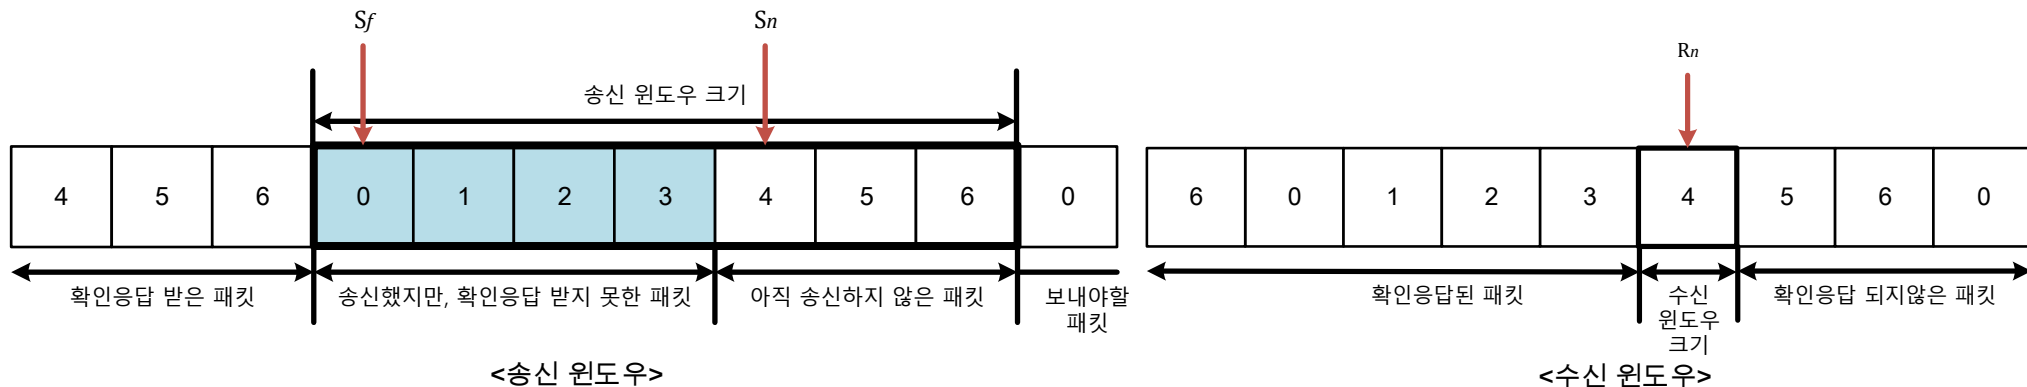 Sf
Sn
Rn
송신 윈도우 크기
4 5 6 0 1 2 3 4 5 6 0
6 0 1 2 3 4 5 6 0
확인응답 받은 패킷
송신했지만, 확인응답 받지 못한 패킷
아직 송신하지 않은 패킷
보내야할
패킷
확인응답된 패킷
수신
윈도우
크기
확인응답 되지않은 패킷
<송신 윈도우>
<수신 윈도우>